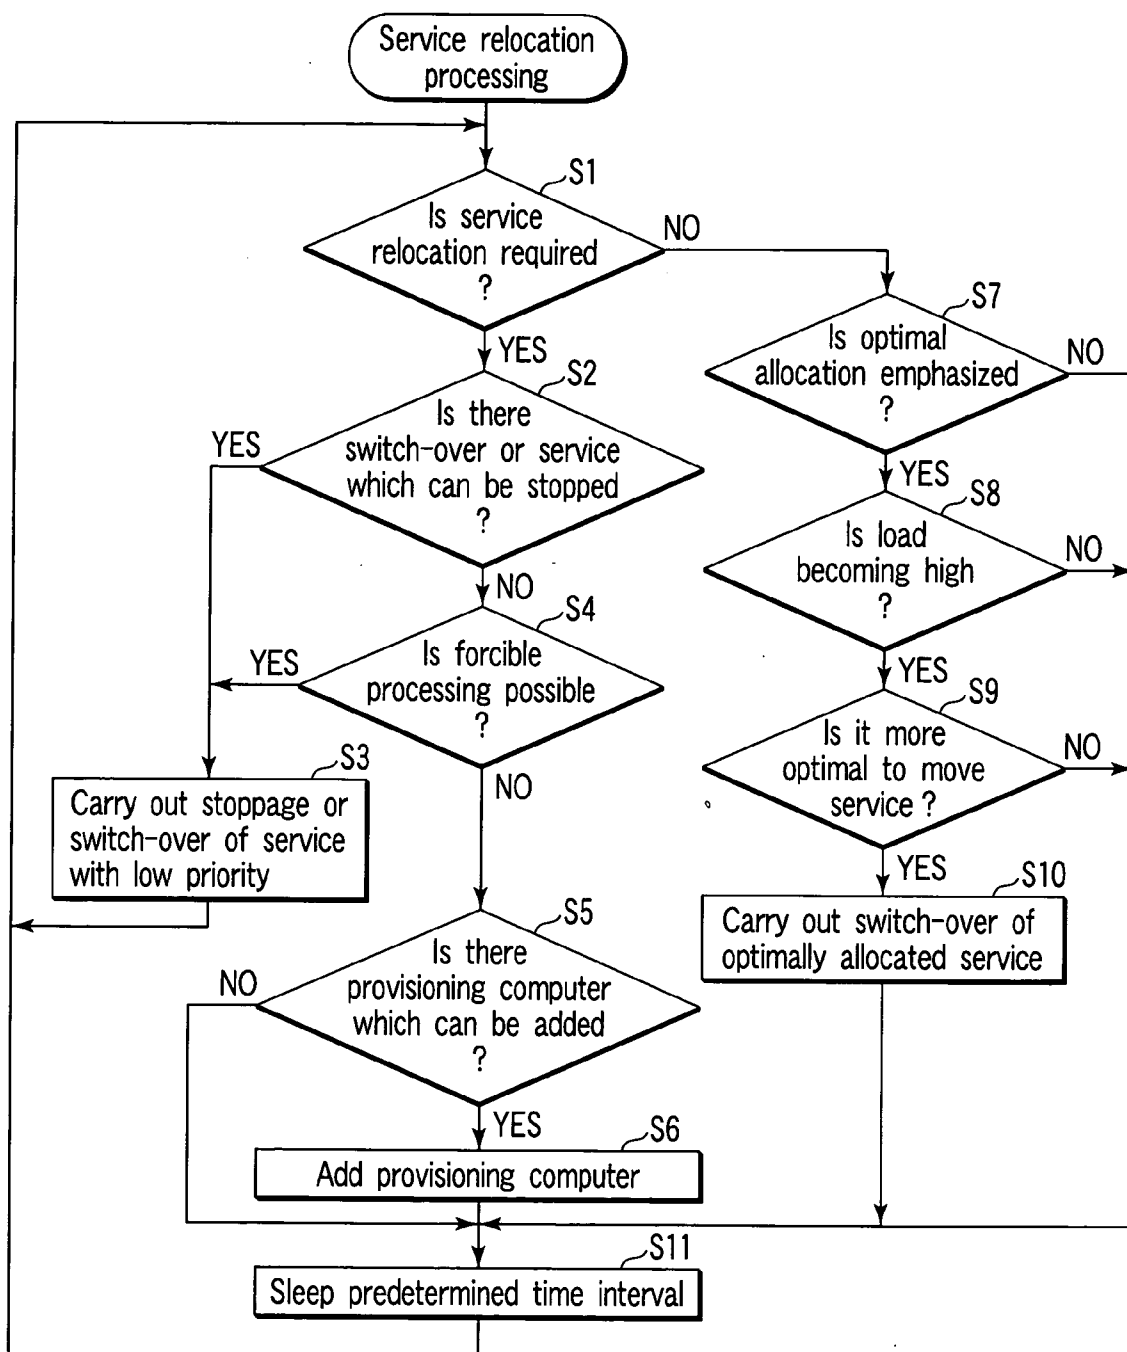 Service relocation
processing
S1
Is service
relocation required
?
NO
YES
S2
Is there
switch-over or service
which can be stopped
?
YES
NO
S4
Is forcible
processing possible
?
YES
NO
S3
Carry out stoppage or
switch-over of service
with low priority
S5
Is there
provisioning computer
which can be added
?
NO
YES
S6
Add provisioning computer
S7
Is optimal
allocation emphasized
?
NO
YES
S8
Is load
becoming high
?
NO
YES
S9
Is it more
optimal to move
service ?
NO
YES
S10
Carry out switch-over of
optimally allocated service
S11
Sleep predetermined time interval